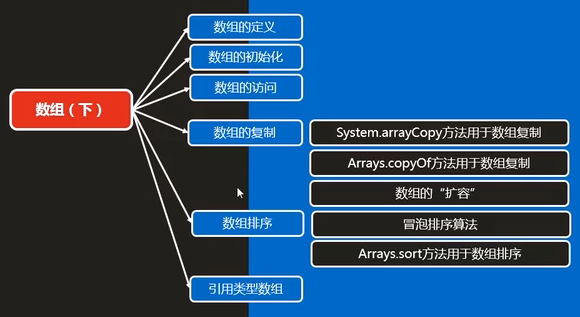 数组（下）
数组的定义
数组的初始化
数组的访问
数组的复制
System.arrayCopy方法用于数组复制
Arrays.copyOf方法用于数组复制
数组的“扩容”
数组排序
冒泡排序算法
Arrays.sort方法用于数组排序
引用类型数组